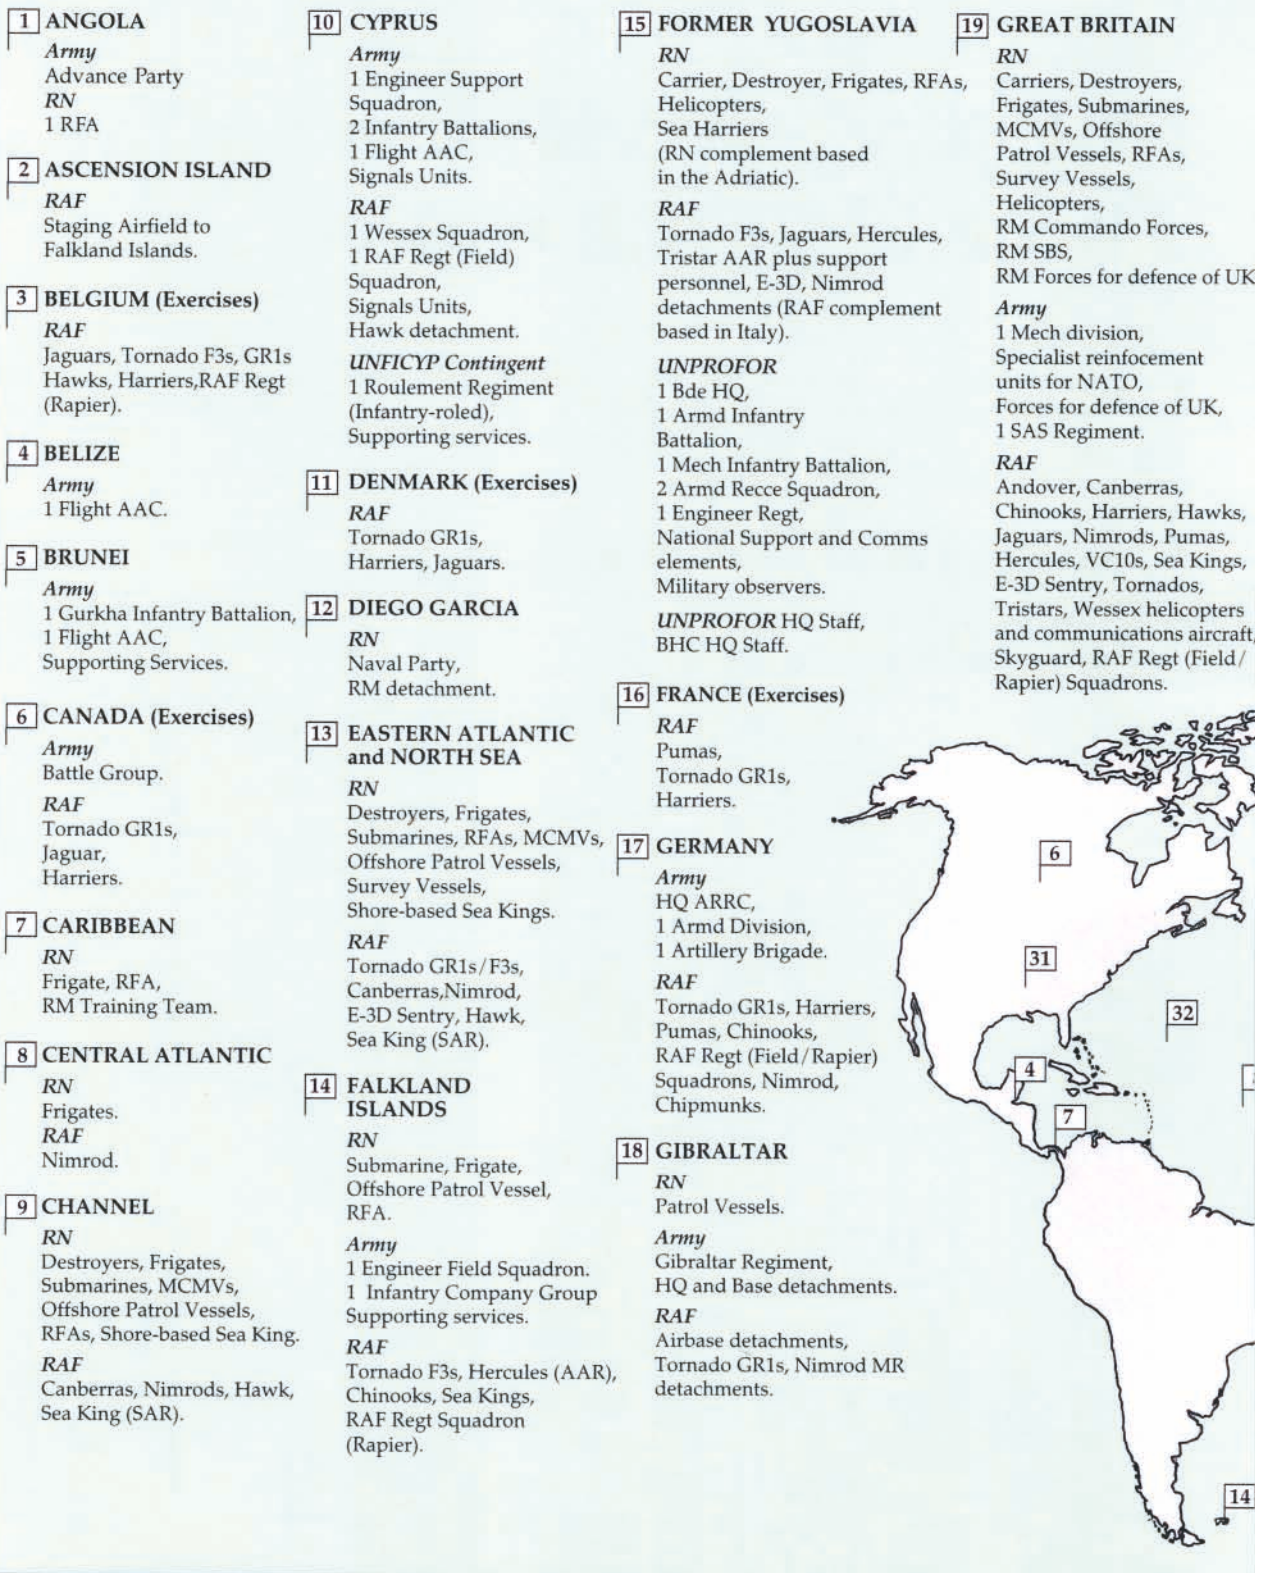 1 ANGOLA
Army
Advance Party
RN
1 RFA
2 ASCENSION ISLAND
RAF
Staging Airfield to
Falkland Islands.
3 BELGIUM (Exercises)
RAF
Jaguars, Tornado F3s, GR1s
Hawks, Harriers,RAF Regt
(Rapier).
4 BELIZE
Army
1 Flight AAC.
5 BRUNEI
Army
1 Gurkha Infantry Battalion,
1 Flight AAC,
Supporting Services.
6 CANADA (Exercises)
Army
Battle Group.
RAF
Tornado GR1s,
Jaguar,
Harriers.
7 CARIBBEAN
RN
Frigate, RFA,
RM Training Team.
8 CENTRAL ATLANTIC
RN
Frigates.
RAF
Nimrod.
9 CHANNEL
RN
Destroyers, Frigates,
Submarines, MCMVs,
Offshore Patrol Vessels,
RFAs, Shore-based Sea King.
RAF
Canberras, Nimrods, Hawk,
Sea King (SAR).
10 CYPRUS
Army
1 Engineer Support
Squadron,
2 Infantry Battalions,
1 Flight AAC,
Signals Units.
RAF
1 Wessex Squadron,
1 RAF Regt (Field)
Squadron,
Signals Units,
Hawk detachment.
UNFICYP Contingent
1 Roulement Regiment
(Infantry-roled),
Supporting services.
11 DENMARK (Exercises)
RAF
Tornado GR1s,
Harriers, Jaguars.
12 DIEGO GARCIA
RN
Naval Party,
RM detachment.
13 EASTERN ATLANTIC
and NORTH SEA
RN
Destroyers, Frigates,
Submarines, RFAs, MCMVs,
Offshore Patrol Vessels,
Survey Vessels,
Shore-based Sea Kings.
RAF
Tornado GR1s/F3s,
Canberras,Nimrod,
E-3D Sentry, Hawk,
Sea King (SAR).
14 FALKLAND
ISLANDS
RN
Submarine, Frigate,
Offshore Patrol Vessel,
RFA.
Army
1 Engineer Field Squadron.
1 Infantry Company Group
Supporting services.
RAF
Tornado F3s, Hercules (AAR),
Chinooks, Sea Kings,
RAF Regt Squadron
(Rapier).
15 FORMER YUGOSLAVIA
RN
Carrier, Destroyer, Frigates, RFAs,
Helicopters,
Sea Harriers
(RN complement based
in the Adriatic).
RAF
Tornado F3s, Jaguars, Hercules,
Tristar AAR plus support
personnel, E-3D, Nimrod
detachments (RAF complement
based in Italy).
UNPROFOR
1 Bde HQ,
1 Armd Infantry
Battalion,
1 Mech Infantry Battalion,
2 Armd Recce Squadron,
1 Engineer Regt,
National Support and Comms
elements,
Military observers.
UNPROFOR HQ Staff,
BHC HQ Staff.
16 FRANCE (Exercises)
RAF
Pumas,
Tornado GR1s,
Harriers.
17 GERMANY
Army
HQ ARRC,
1 Armd Division,
1 Artillery Brigade.
RAF
Tornado GR1s, Harriers,
Pumas, Chinooks,
RAF Regt (Field/Rapier)
Squadrons, Nimrod,
Chipmunks.
18 GIBRALTAR
RN
Patrol Vessels.
Army
Gibraltar Regiment,
HQ and Base detachments.
RAF
Airbase detachments,
Tornado GR1s, Nimrod MR
detachments.
19 GREAT BRITAIN
RN
Carriers, Destroyers,
Frigates, Submarines,
MCMVs, Offshore
Patrol Vessels, RFAs,
Survey Vessels,
Helicopters,
RM Commando Forces,
RM SBS,
RM Forces for defence of UK
Army
1 Mech division,
Specialist reinfocement
units for NATO,
Forces for defence of UK,
1 SAS Regiment.
RAF
Andover, Canberras,
Chinooks, Harriers, Hawks,
Jaguars, Nimrods, Pumas,
Hercules, VC10s, Sea Kings,
E-3D Sentry, Tornados,
Tristars, Wessex helicopters
and communications aircraft,
Skyguard, RAF Regt (Field/
Rapier) Squadrons.
6
31
32
4
7
14